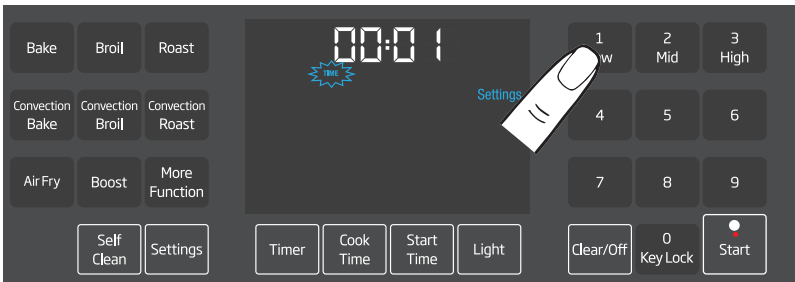 00:01
TIME
Settings
Bake Broil Roast
Convection Bake
Convection Broil
Convection Roast
Air Fry Boost
More Function
Self Clean
Settings
Timer
Cook Time
Start Time
Light
1
2 Mid
3 High
4 5 6
7 8 9
Clear/Off
0 Key Lock
Start